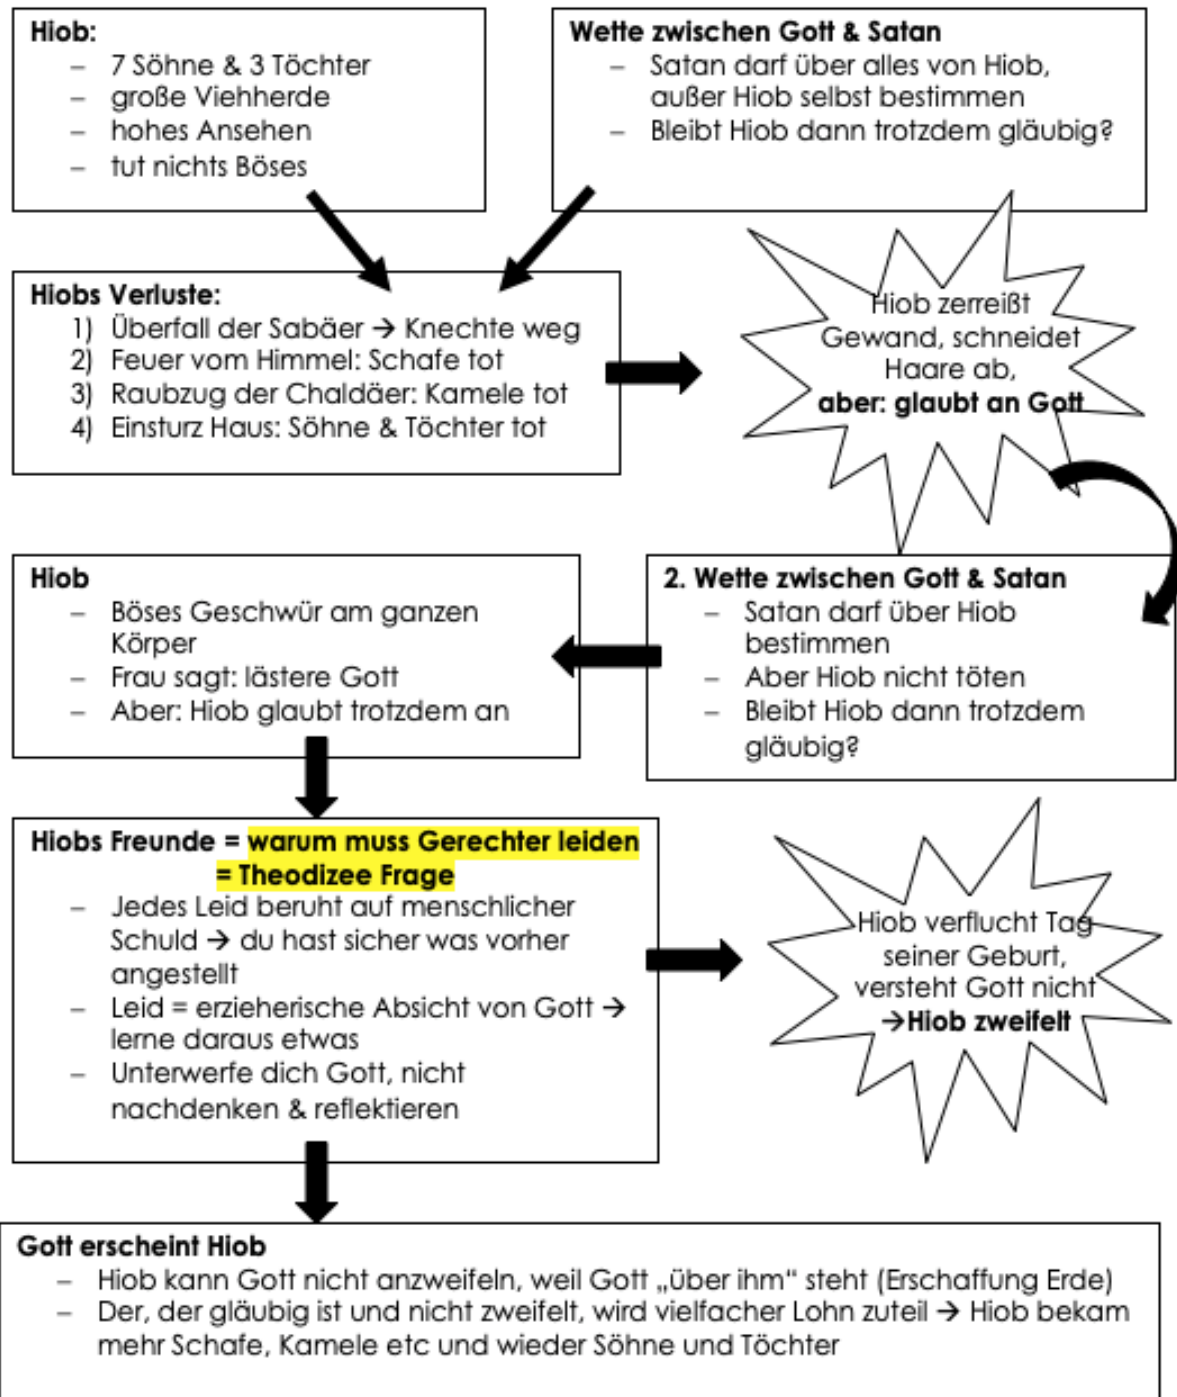 Hiob:
– 7 Söhne & 3 Töchter
– große Viehherde
– hohes Ansehen
– tut nichts Böses
Wette zwischen Gott & Satan
– Satan darf über alles von Hiob,
außer Hiob selbst bestimmen
– Bleibt Hiob dann trotzdem gläubig?
Hiobs Verluste:
1) Überfall der Sabäer → Knechte weg
2) Feuer vom Himmel: Schafe tot
3) Raubzug der Chaldäer: Kamele tot
4) Einsturz Haus: Söhne & Töchter tot
Hiob zerreißt
Gewand, schneidet
Haare ab,
aber: glaubt an Gott
2. Wette zwischen Gott & Satan
– Satan darf über Hiob
bestimmen
– Aber Hiob nicht töten
– Bleibt Hiob dann trotzdem
gläubig?
Hiob
– Böses Geschwür am ganzen
Körper
– Frau sagt: lästere Gott
– Aber: Hiob glaubt trotzdem an
Hiobs Freunde = warum muss Gerechter leiden
= Theodizee Frage
– Jedes Leid beruht auf menschlicher
Schuld → du hast sicher was vorher
angestellt
– Leid = erzieherische Absicht von Gott →
lerne daraus etwas
– Unterwerfe dich Gott, nicht
nachdenken & reflektieren
Hiob verflucht Tag
seiner Geburt,
versteht Gott nicht
→Hiob zweifelt
Gott erscheint Hiob
– Hiob kann Gott nicht anzweifeln, weil Gott „über ihm“ steht (Erschaffung Erde)
– Der, der gläubig ist und nicht zweifelt, wird vielfacher Lohn zuteil → Hiob bekam
mehr Schafe, Kamele etc und wieder Söhne und Töchter